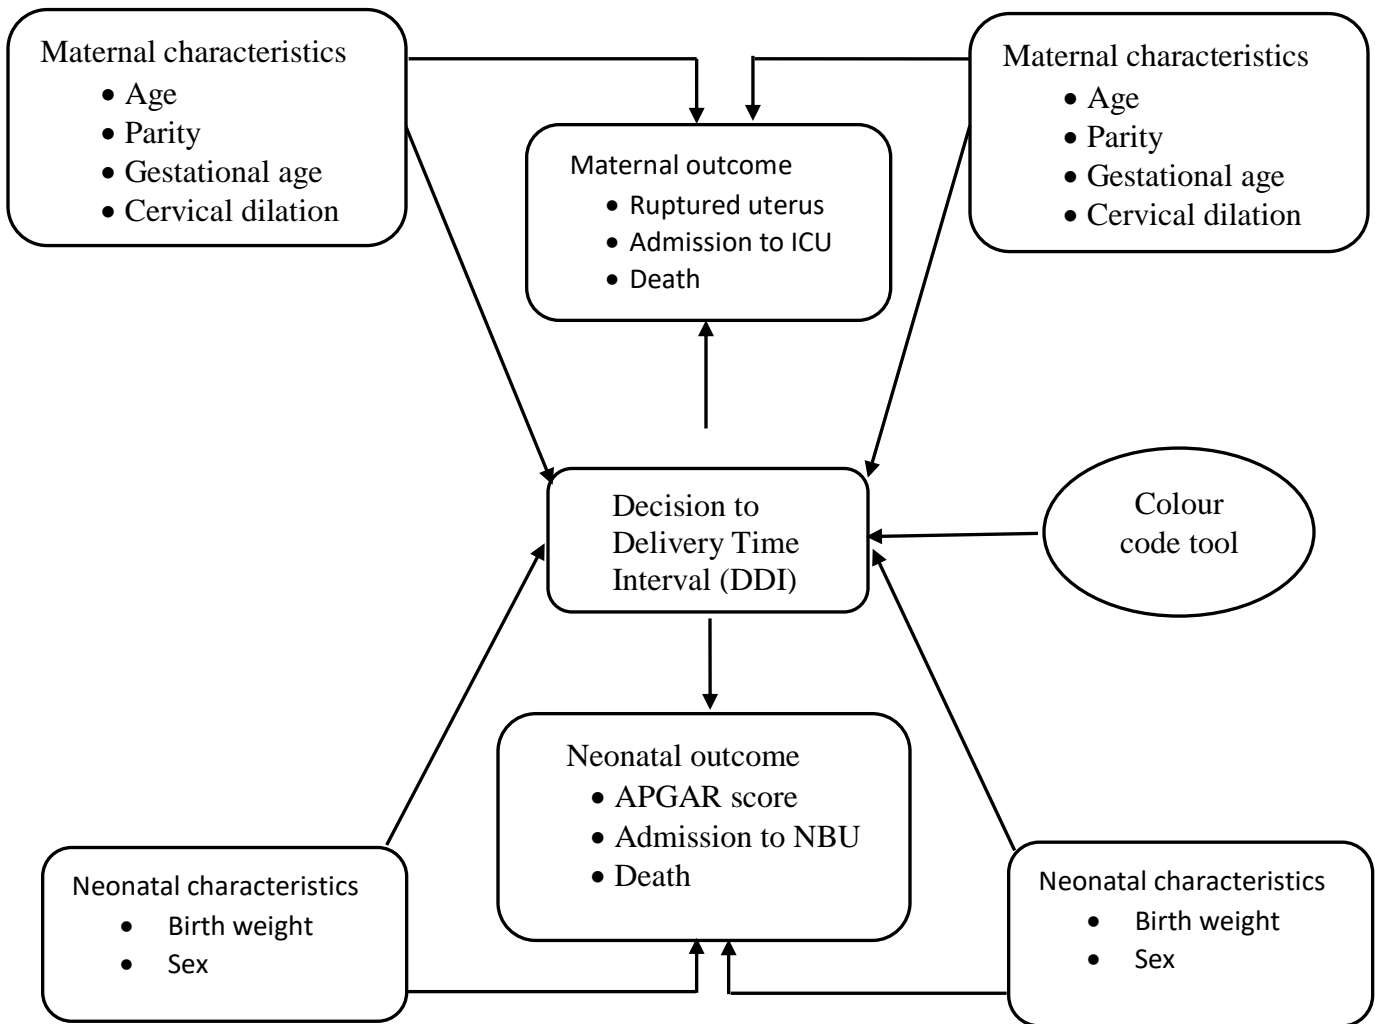 Maternal characteristics
• Age
• Parity
• Gestational age
• Cervical dilation
Maternal outcome
• Ruptured uterus
• Admission to ICU
• Death
Maternal characteristics
• Age
• Parity
• Gestational age
• Cervical dilation
Decision to
Delivery Time
Interval (DDI)
Colour
code tool
Neonatal outcome
• APGAR score
• Admission to NBU
• Death
Neonatal characteristics
• Birth weight
• Sex
Neonatal characteristics
• Birth weight
• Sex